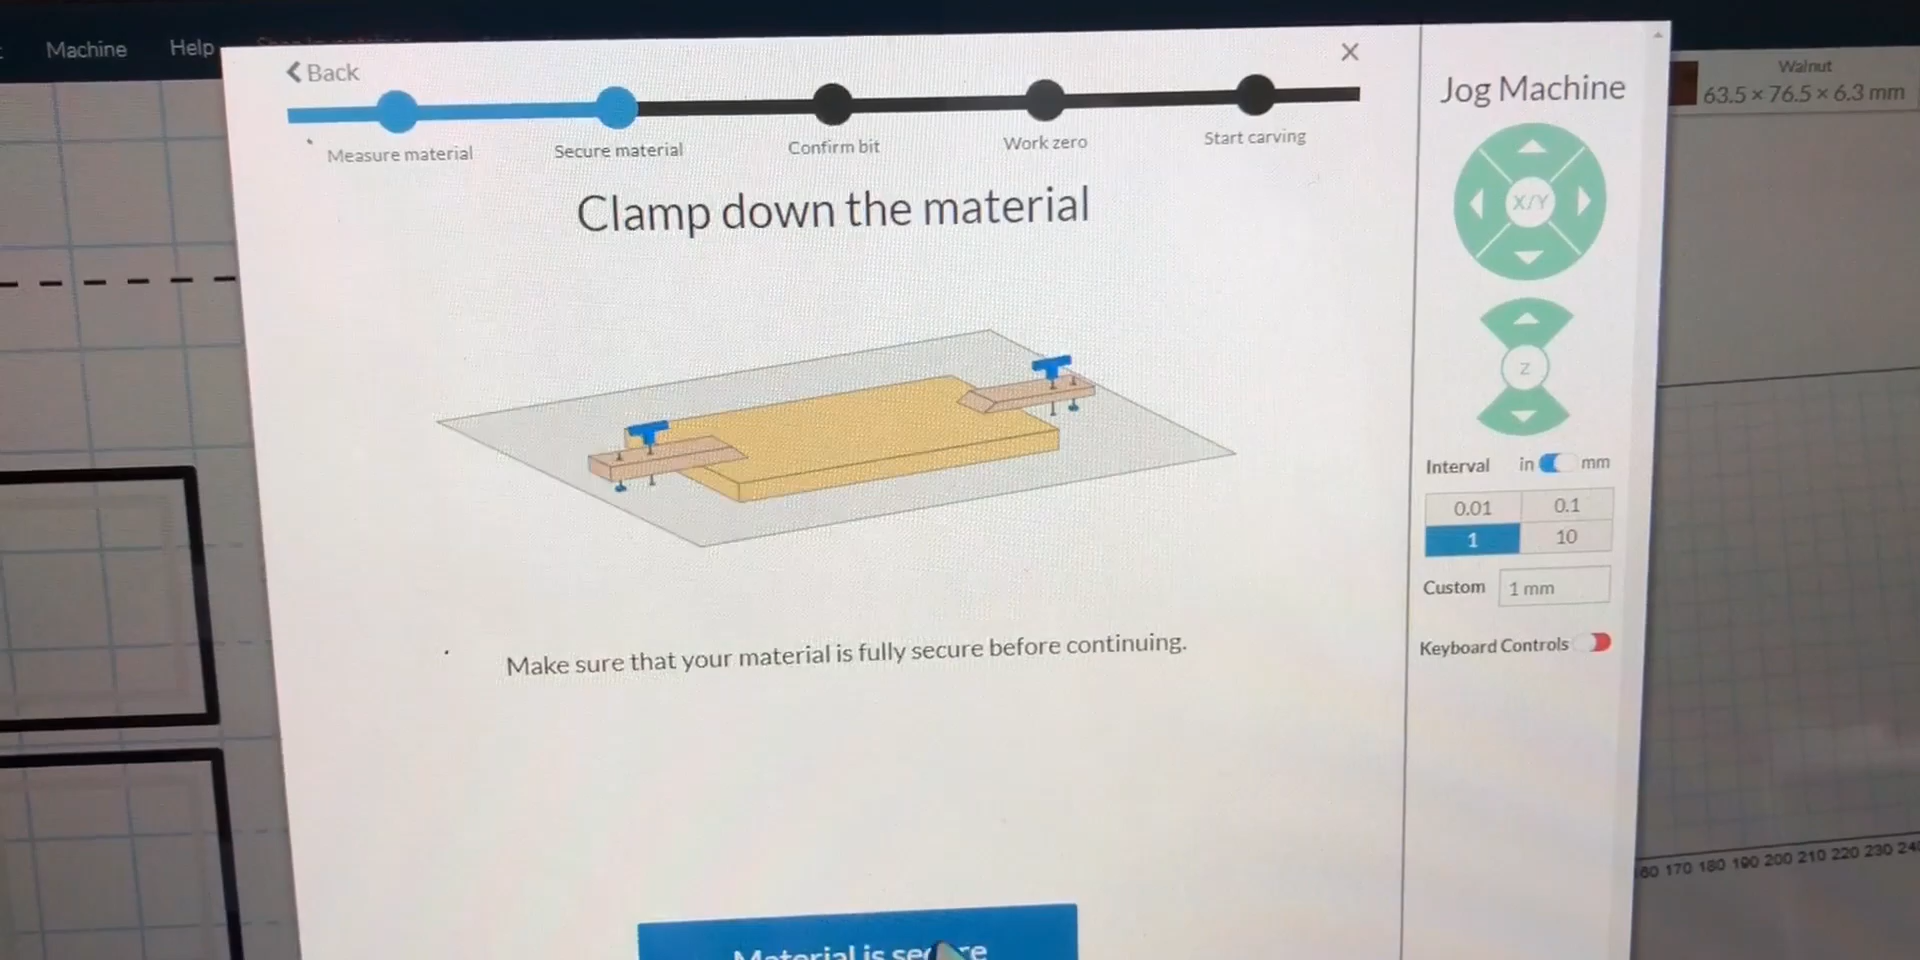 Machine
Help
Back
Measure material
Secure material
Confirm bit
Work zero
Start carving
Clamp down the material
Make sure that your material is fully secure before continuing.
Material is
Jog Machine
X/Y
Z
Interval in mm
0.01 0.1
1 10
Custom 1 mm
Keyboard Controls
Walnut
63.5 × 76.5 × 6.3 mm
170 180 190 200 210 220 230